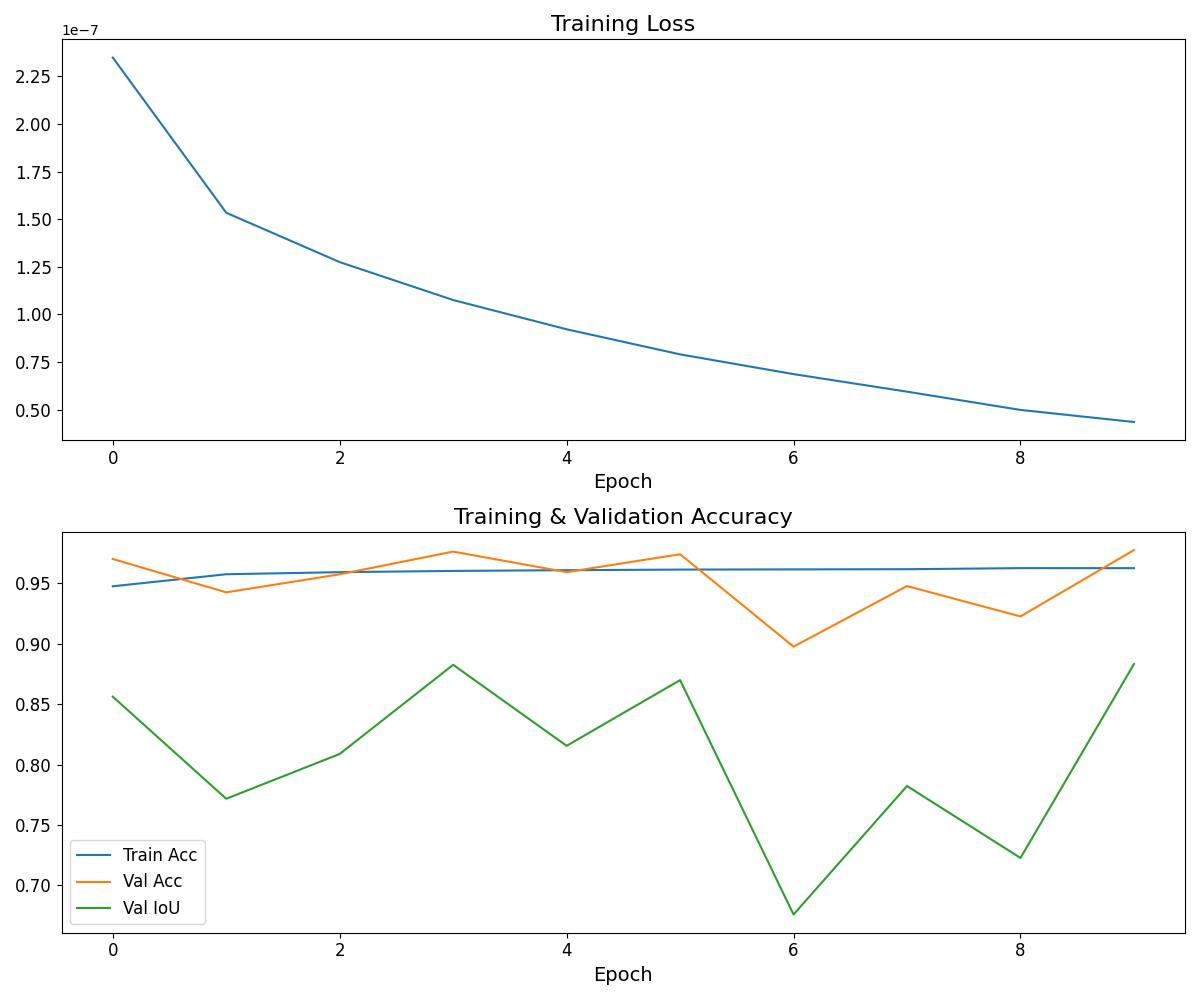 Training Loss
1e−7
2.25
2.00
1.75
1.50
1.25
1.00
0.75
0.50
0 2 4 6 8
Epoch
Training & Validation Accuracy
0.95
0.90
0.85
0.80
0.75
0.70
Train Acc
Val Acc
Val IoU
0 2 4 6 8
Epoch